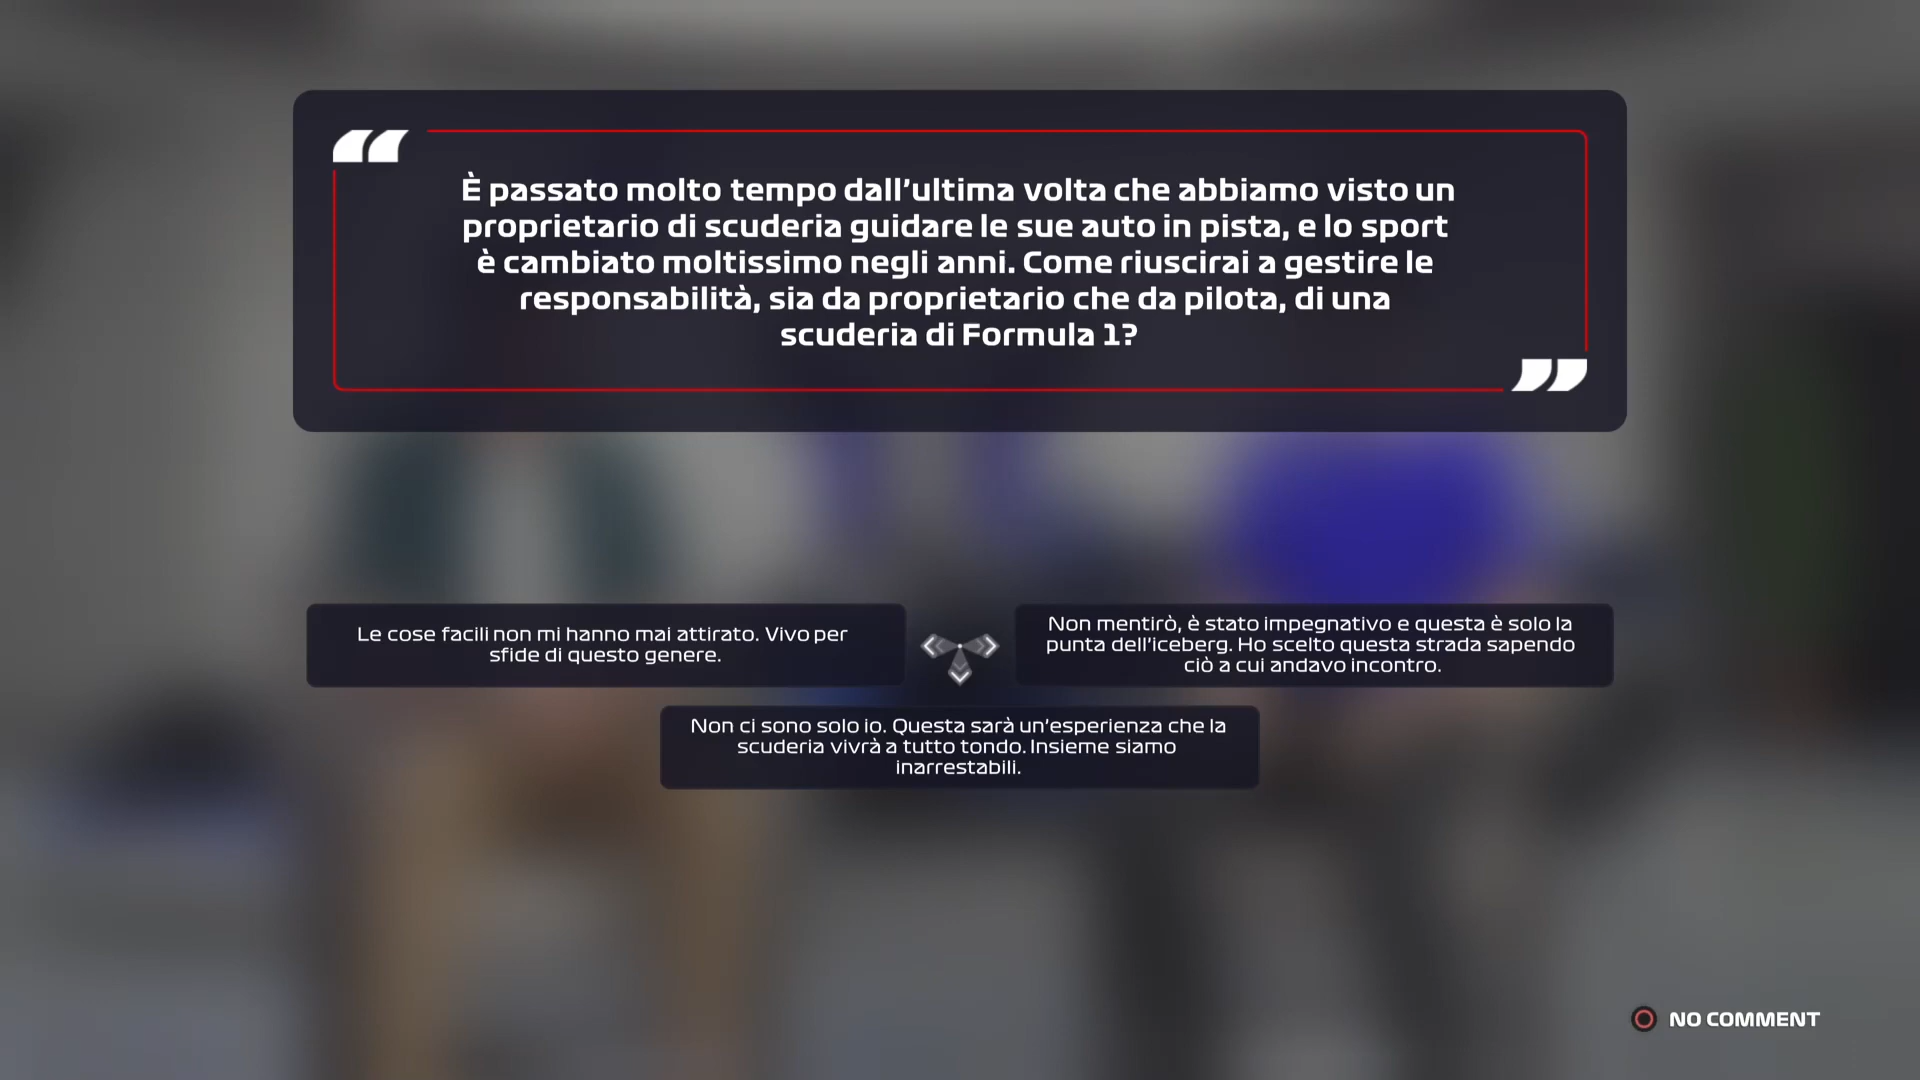 È passato molto tempo dall’ultima volta che abbiamo visto un
proprietario di scuderia guidare le sue auto in pista, e lo sport
è cambiato moltissimo negli anni. Come riuscirai a gestire le
responsabilità, sia da proprietario che da pilota, di una
scuderia di Formula 1?
Le cose facili non mi hanno mai attirato. Vivo per
sfide di questo genere.
Non mentirò, è stato impegnativo e questa è solo la
punta dell’iceberg. Ho scelto questa strada sapendo
ciò a cui andavo incontro.
Non ci sono solo io. Questa sarà un’esperienza che la
scuderia vivrà a tutto tondo. Insieme siamo
inarrestabili.
NO COMMENT